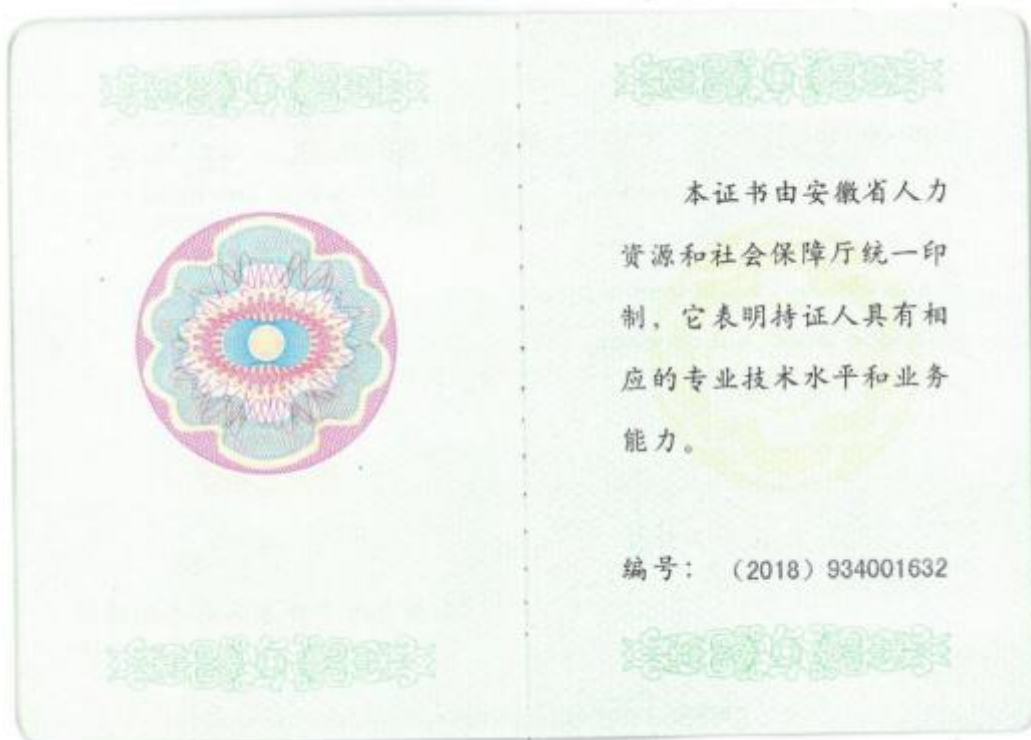 本证书由安徽省人力
资源和社会保障厅统一印
制，它表明持证人具有相
应的专业技术水平和业务
能力。
编号：（2018）934001632